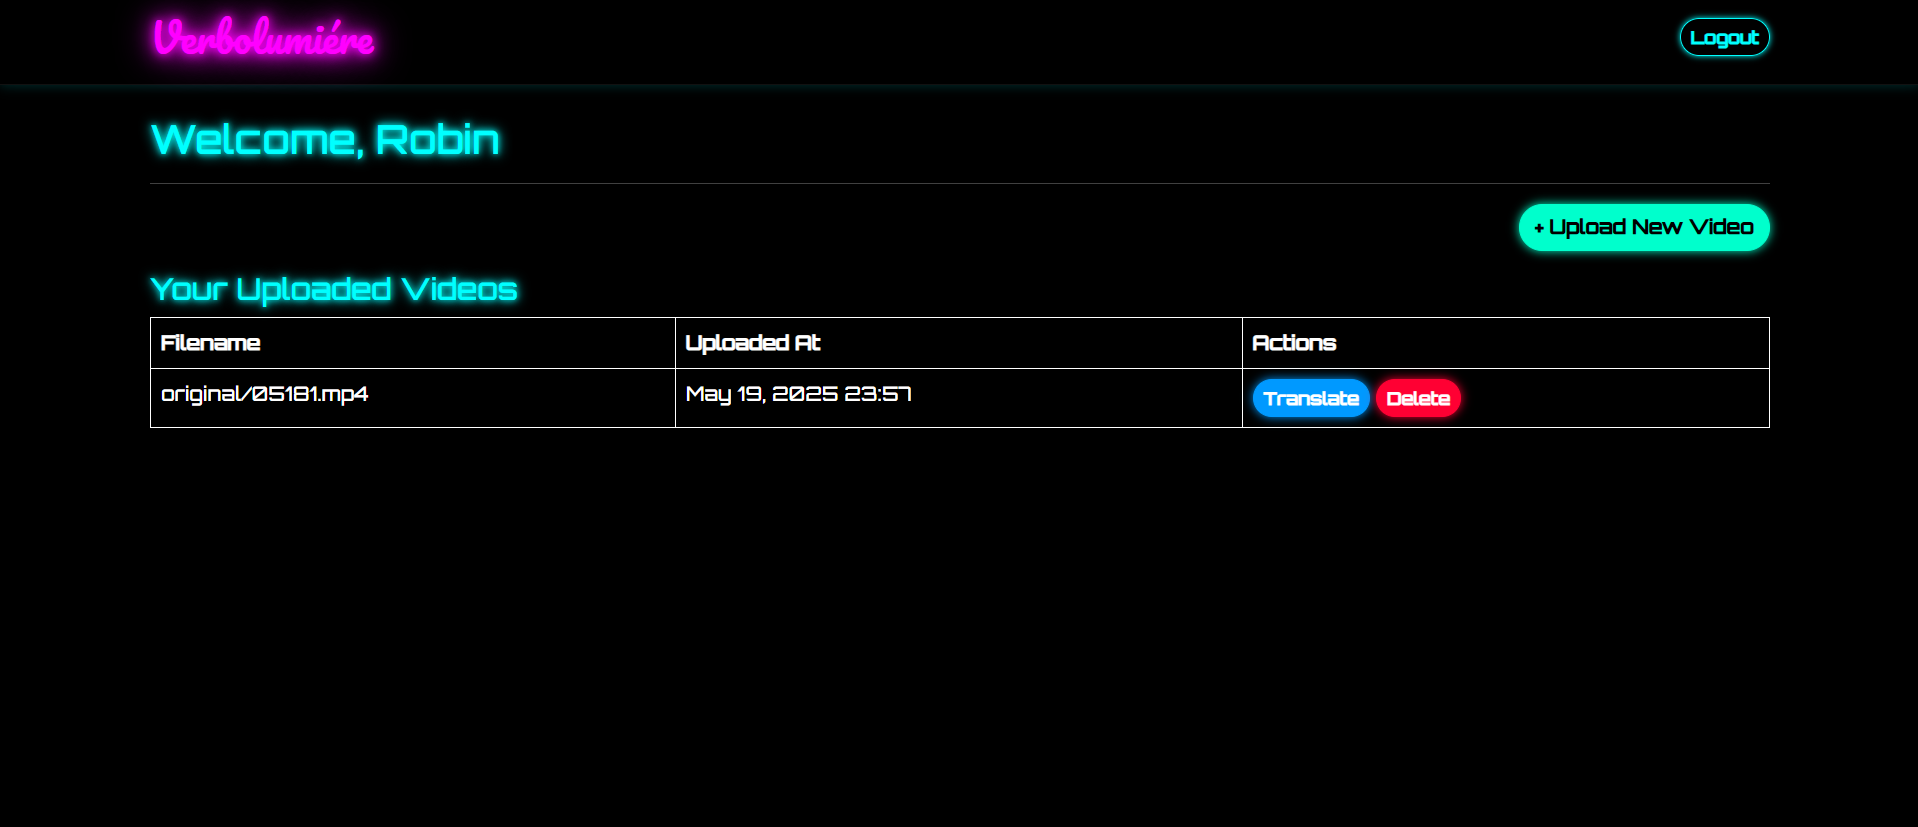 Verbolumiére
Logout
Welcome, Robin
+ Upload New Video
Your Uploaded Videos
Filename Uploaded At Actions
original/05181.mp4 May 19, 2025 23:57 Translate Delete